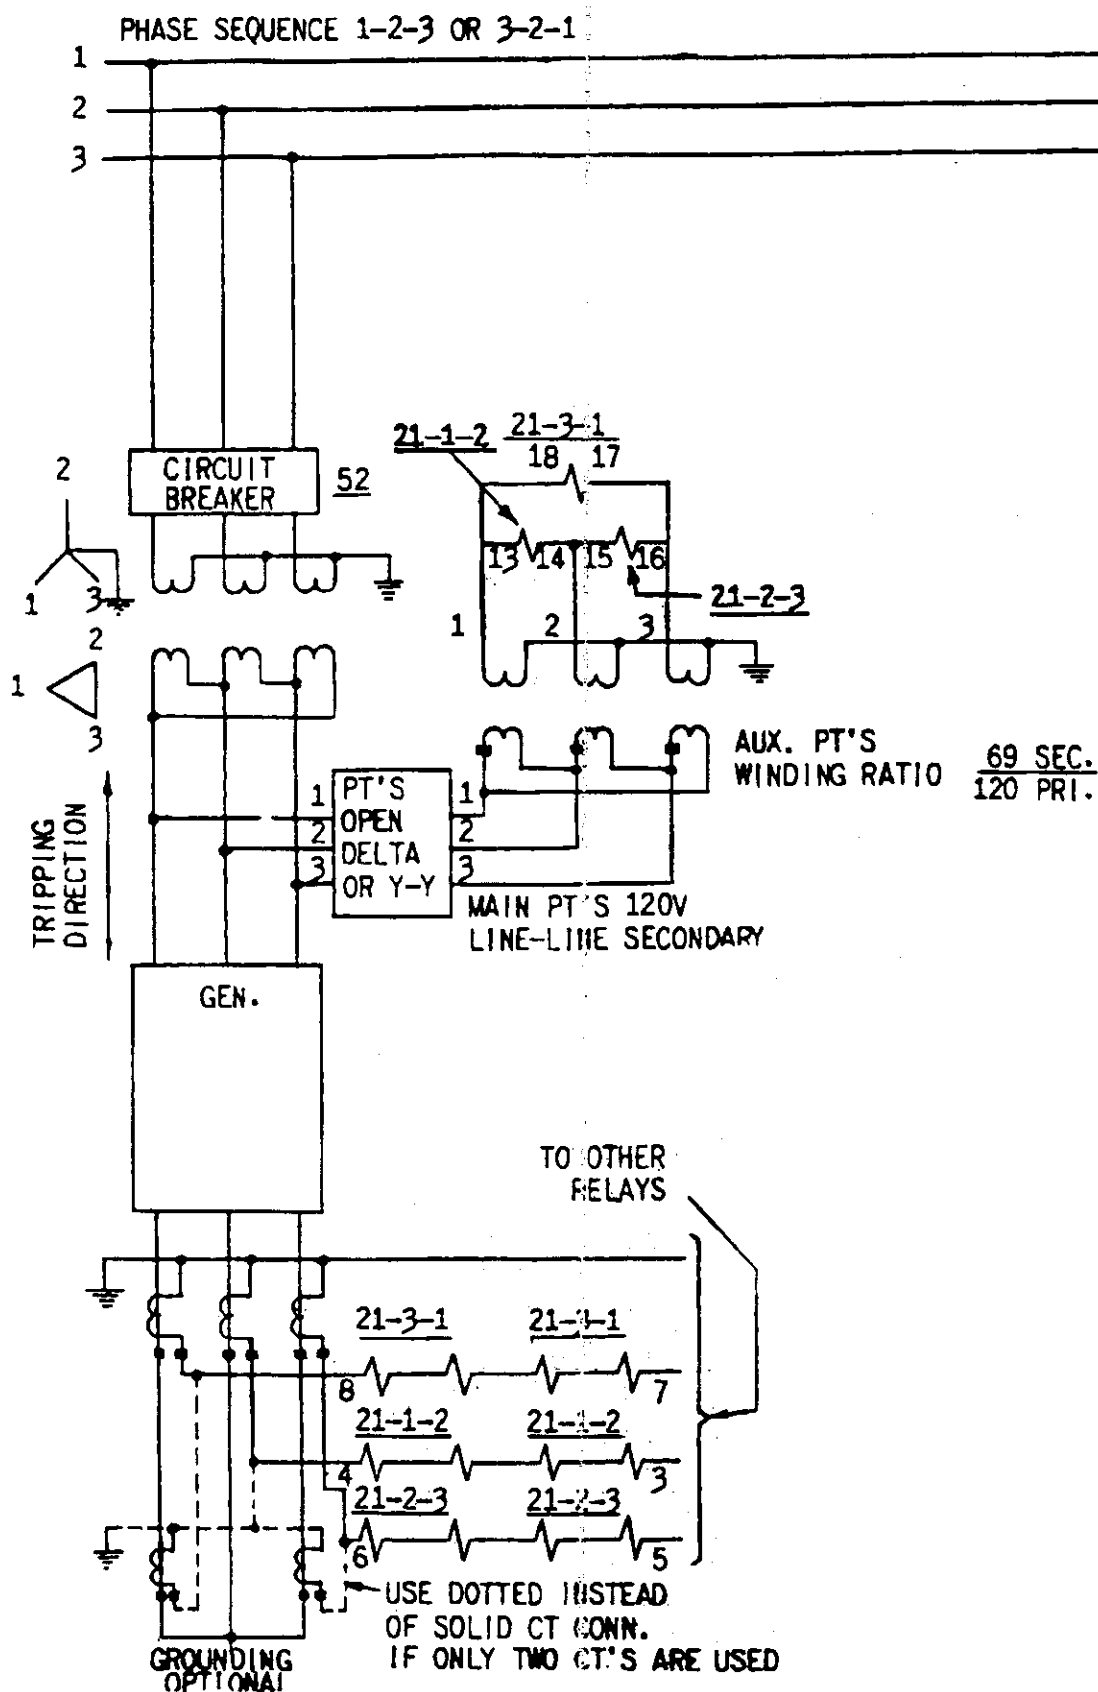 PHASE SEQUENCE 1-2-3 OR 3-2-1
1
2
3
21-1-2
21-3-1
18 17
CIRCUIT
BREAKER
52
2
1 3
13 14 15 16
21-2-3
1 2 3
2
1
3
AUX. PT'S
WINDING RATIO
69 SEC.
120 PRI.
TRIPPING
DIRECTION
1 PT'S 1
OPEN
2 2
DELTA
3 3
OR Y-Y
MAIN PT'S 120V
LINE-LINE SECONDARY
GEN.
TO OTHER
RELAYS
21-3-1 21-3-1
8 7
21-1-2 21-1-2
4 3
21-2-3 21-2-3
6 5
USE DOTTED INSTEAD
OF SOLID CT CONN.
IF ONLY TWO CT'S ARE USED
GROUNDING
OPTIONAL